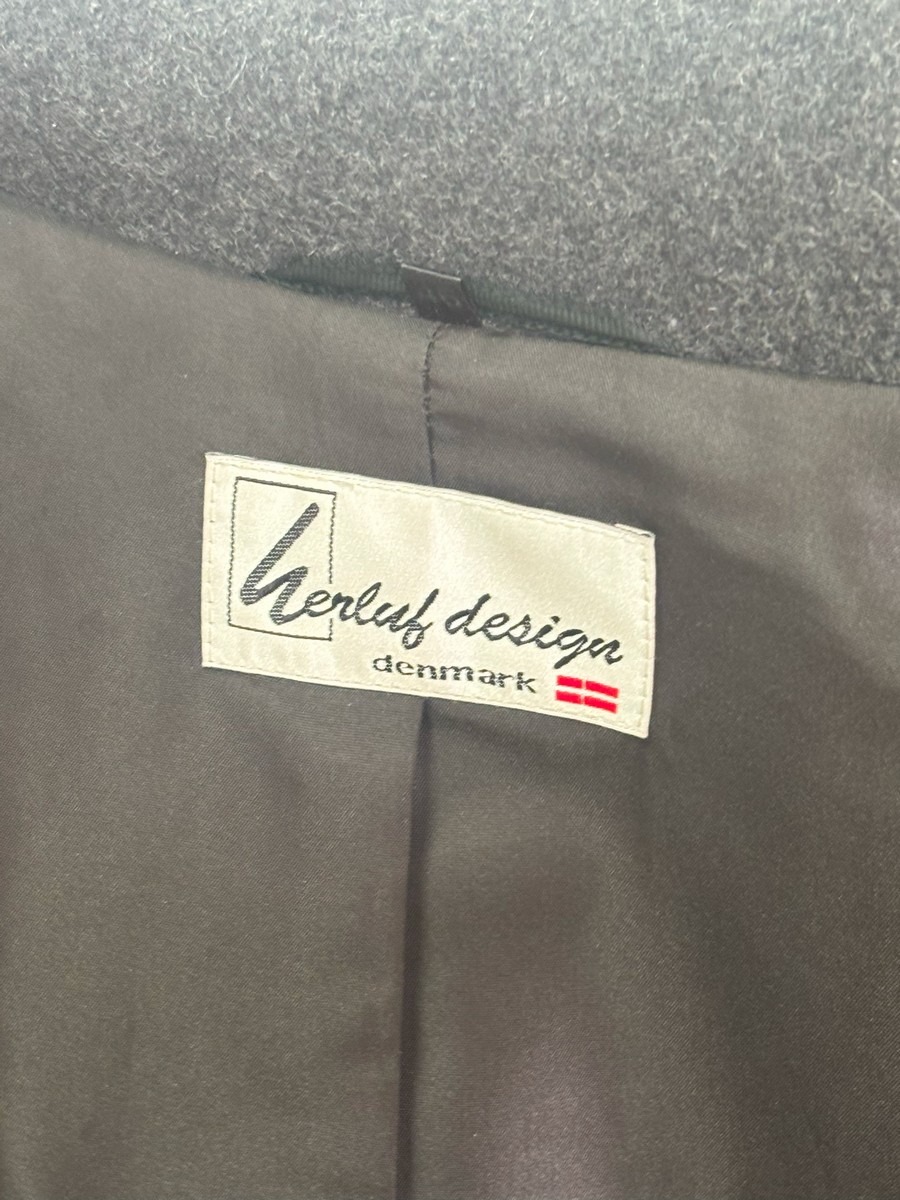 herluf design
denmark